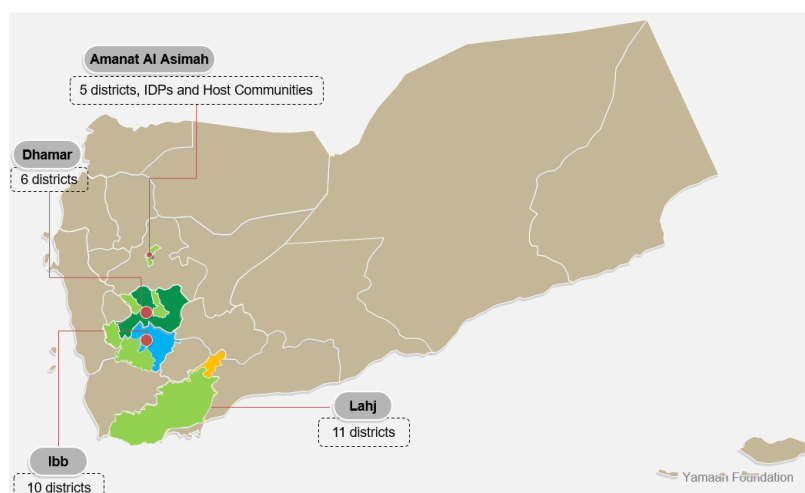 Amanat Al Asimah
5 districts, IDPs and Host Communities
Dhamar
6 districts
Lahj
11 districts
Ibb
10 districts
Yamaan Foundation